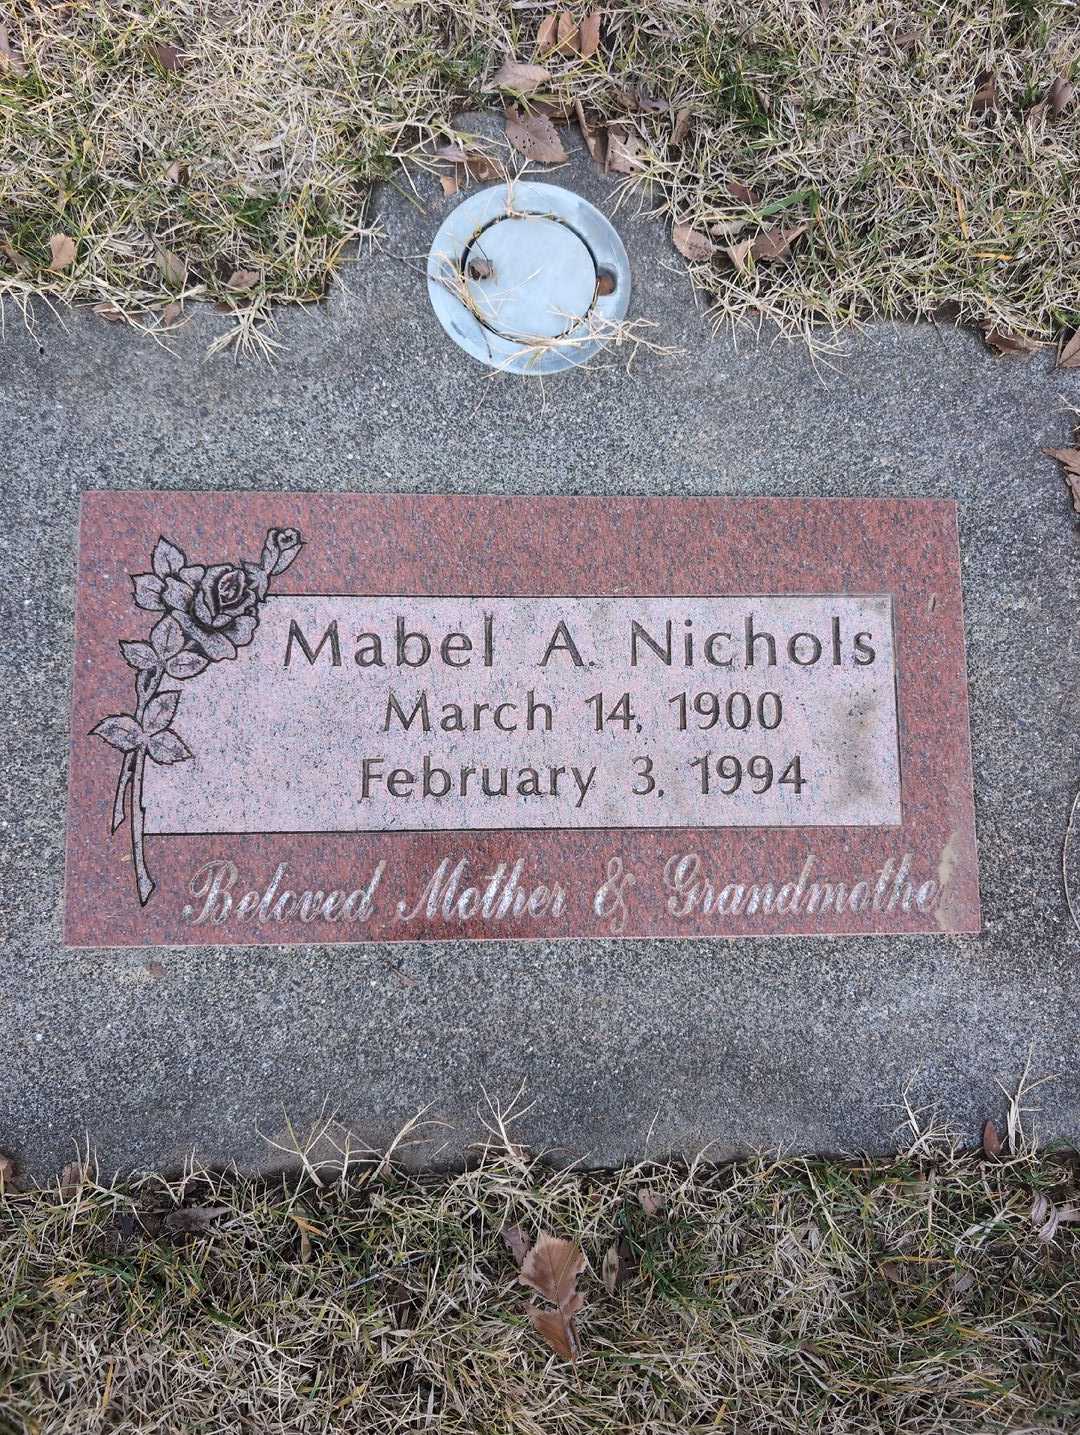 Mabel A. Nichols
March 14, 1900
February 3, 1994
Beloved Mother & Grandmother